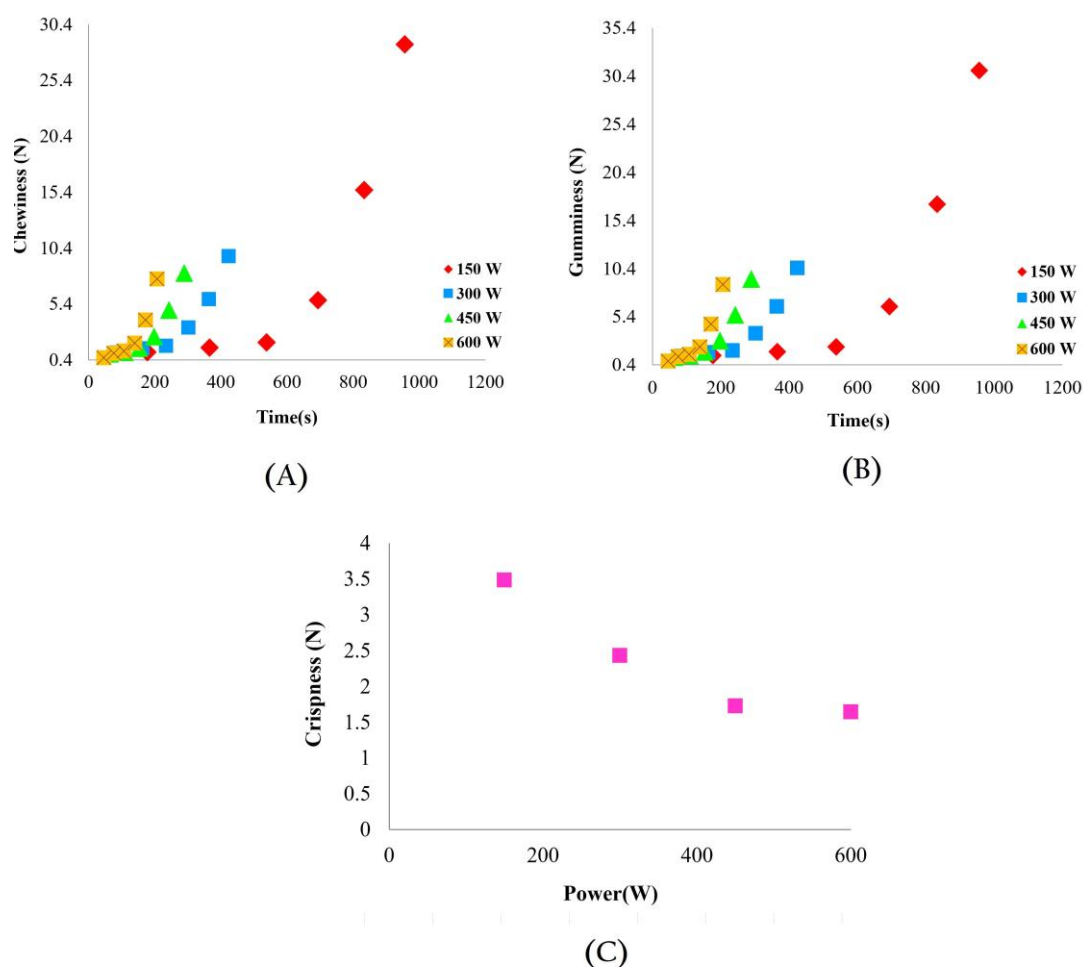 Chewiness (N)
30.4
25.4
20.4
15.4
10.4
5.4
0.4
0
200
400
600
800
1000
1200
Time(s)
150 W
300 W
450 W
600 W
(A)
Gumminess (N)
35.4
30.4
25.4
20.4
15.4
10.4
5.4
0.4
0
200
400
600
800
1000
1200
Time(s)
150 W
300 W
450 W
600 W
(B)
Crispness (N)
4
3.5
3
2.5
2
1.5
1
0.5
0
0
200
400
600
Power(W)
(C)